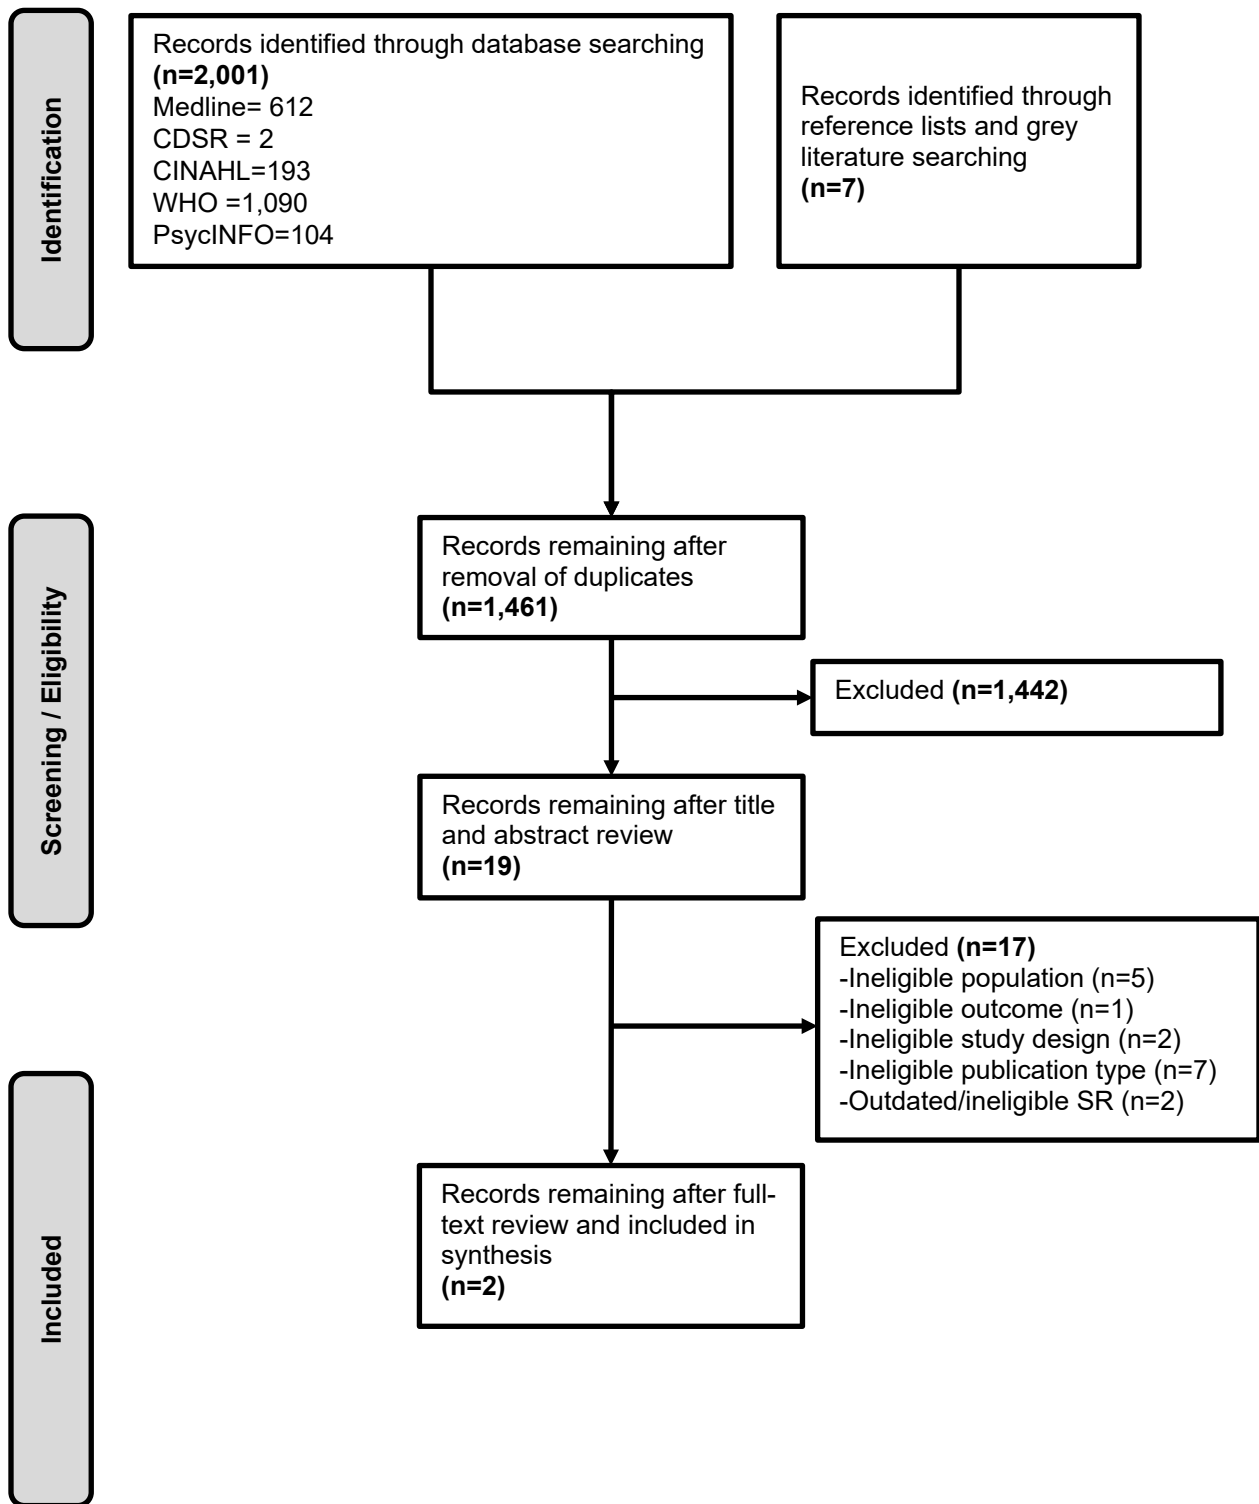 Identification
Records identified through database searching
(n=2,001)
Medline= 612
CDSR = 2
CINAHL=193
WHO =1,090
PsycINFO=104
Records identified through
reference lists and grey
literature searching
(n=7)
Screening / Eligibility
Records remaining after
removal of duplicates
(n=1,461)
Excluded (n=1,442)
Records remaining after title
and abstract review
(n=19)
Excluded (n=17)
-Ineligible population (n=5)
-Ineligible outcome (n=1)
-Ineligible study design (n=2)
-Ineligible publication type (n=7)
-Outdated/ineligible SR (n=2)
Included
Records remaining after full-
text review and included in
synthesis
(n=2)